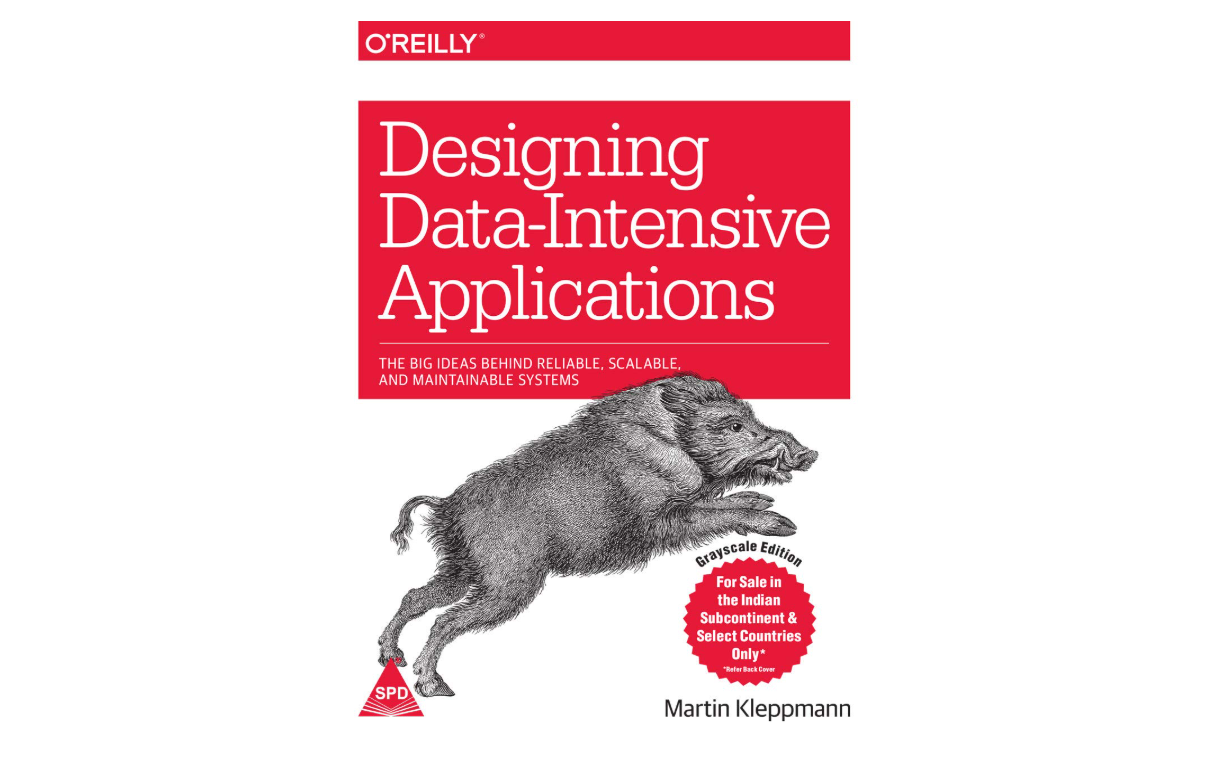 O'REILLY®
Designing
Data-Intensive
Applications
THE BIG IDEAS BEHIND RELIABLE, SCALABLE,
AND MAINTAINABLE SYSTEMS
Grayscale Edition
For Sale in
the Indian
Subcontinent &
Select Countries
Only*
*Refer Back Cover
SPD
Martin Kleppmann